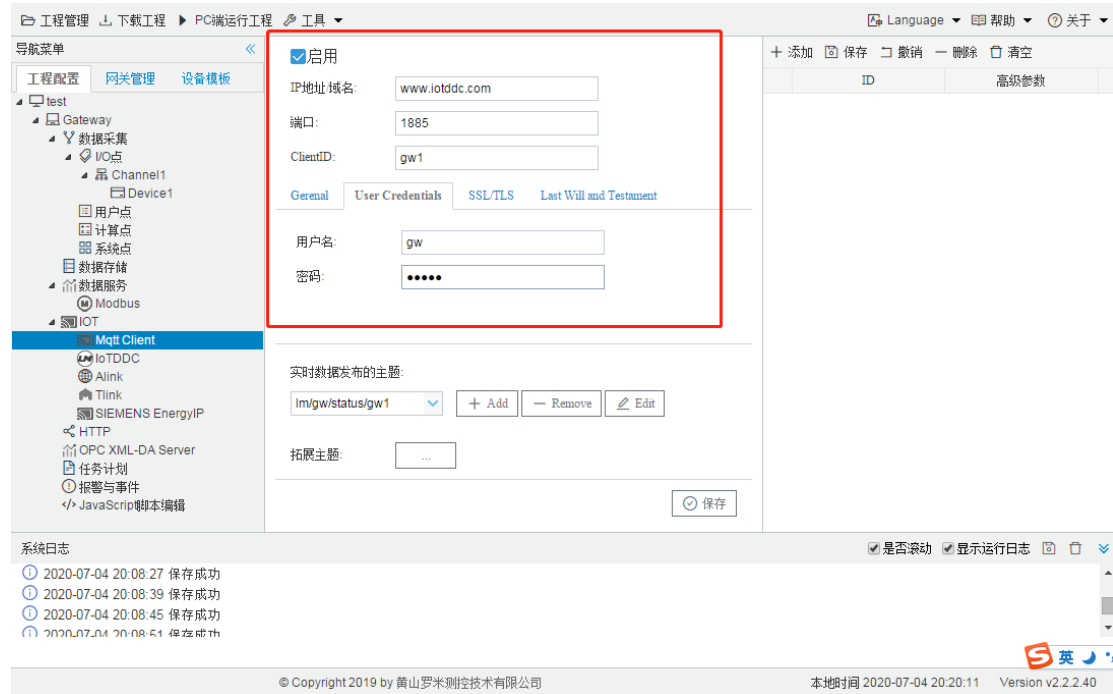 工程管理 下载工程 PC端运行工程 工具 Language 帮助 关于
导航菜单
工程配置 网关管理 设备模板
test
Gateway
数据采集
I/O点
Channel1
Device1
用户点
计算点
系统点
数据存储
数据服务
Modbus
IOT
Mqtt Client
IoTDDC
Alink
Tlink
SIEMENS EnergyIP
HTTP
OPC XML-DA Server
任务计划
报警与事件
JavaScript脚本编辑
启用
IP地址/域名: www.iotddc.com
端口: 1885
ClientID: gw1
Gerenal User Credentials SSL/TLS Last Will and Testament
用户名: gw
密码: •••••
实时数据发布的主题:
lm/gw/status/gw1 Add Remove Edit
拓展主题: ...
保存
添加 保存 撤销 删除 清空
ID 高级参数
系统日志 是否滚动 显示运行日志
2020-07-04 20:08:27 保存成功
2020-07-04 20:08:39 保存成功
2020-07-04 20:08:45 保存成功
2020-07-04 20:08:51 保存成功
S 英
© Copyright 2019 by 黄山罗米测控技术有限公司 本地时间 2020-07-04 20:20:11 Version v2.2.2.40